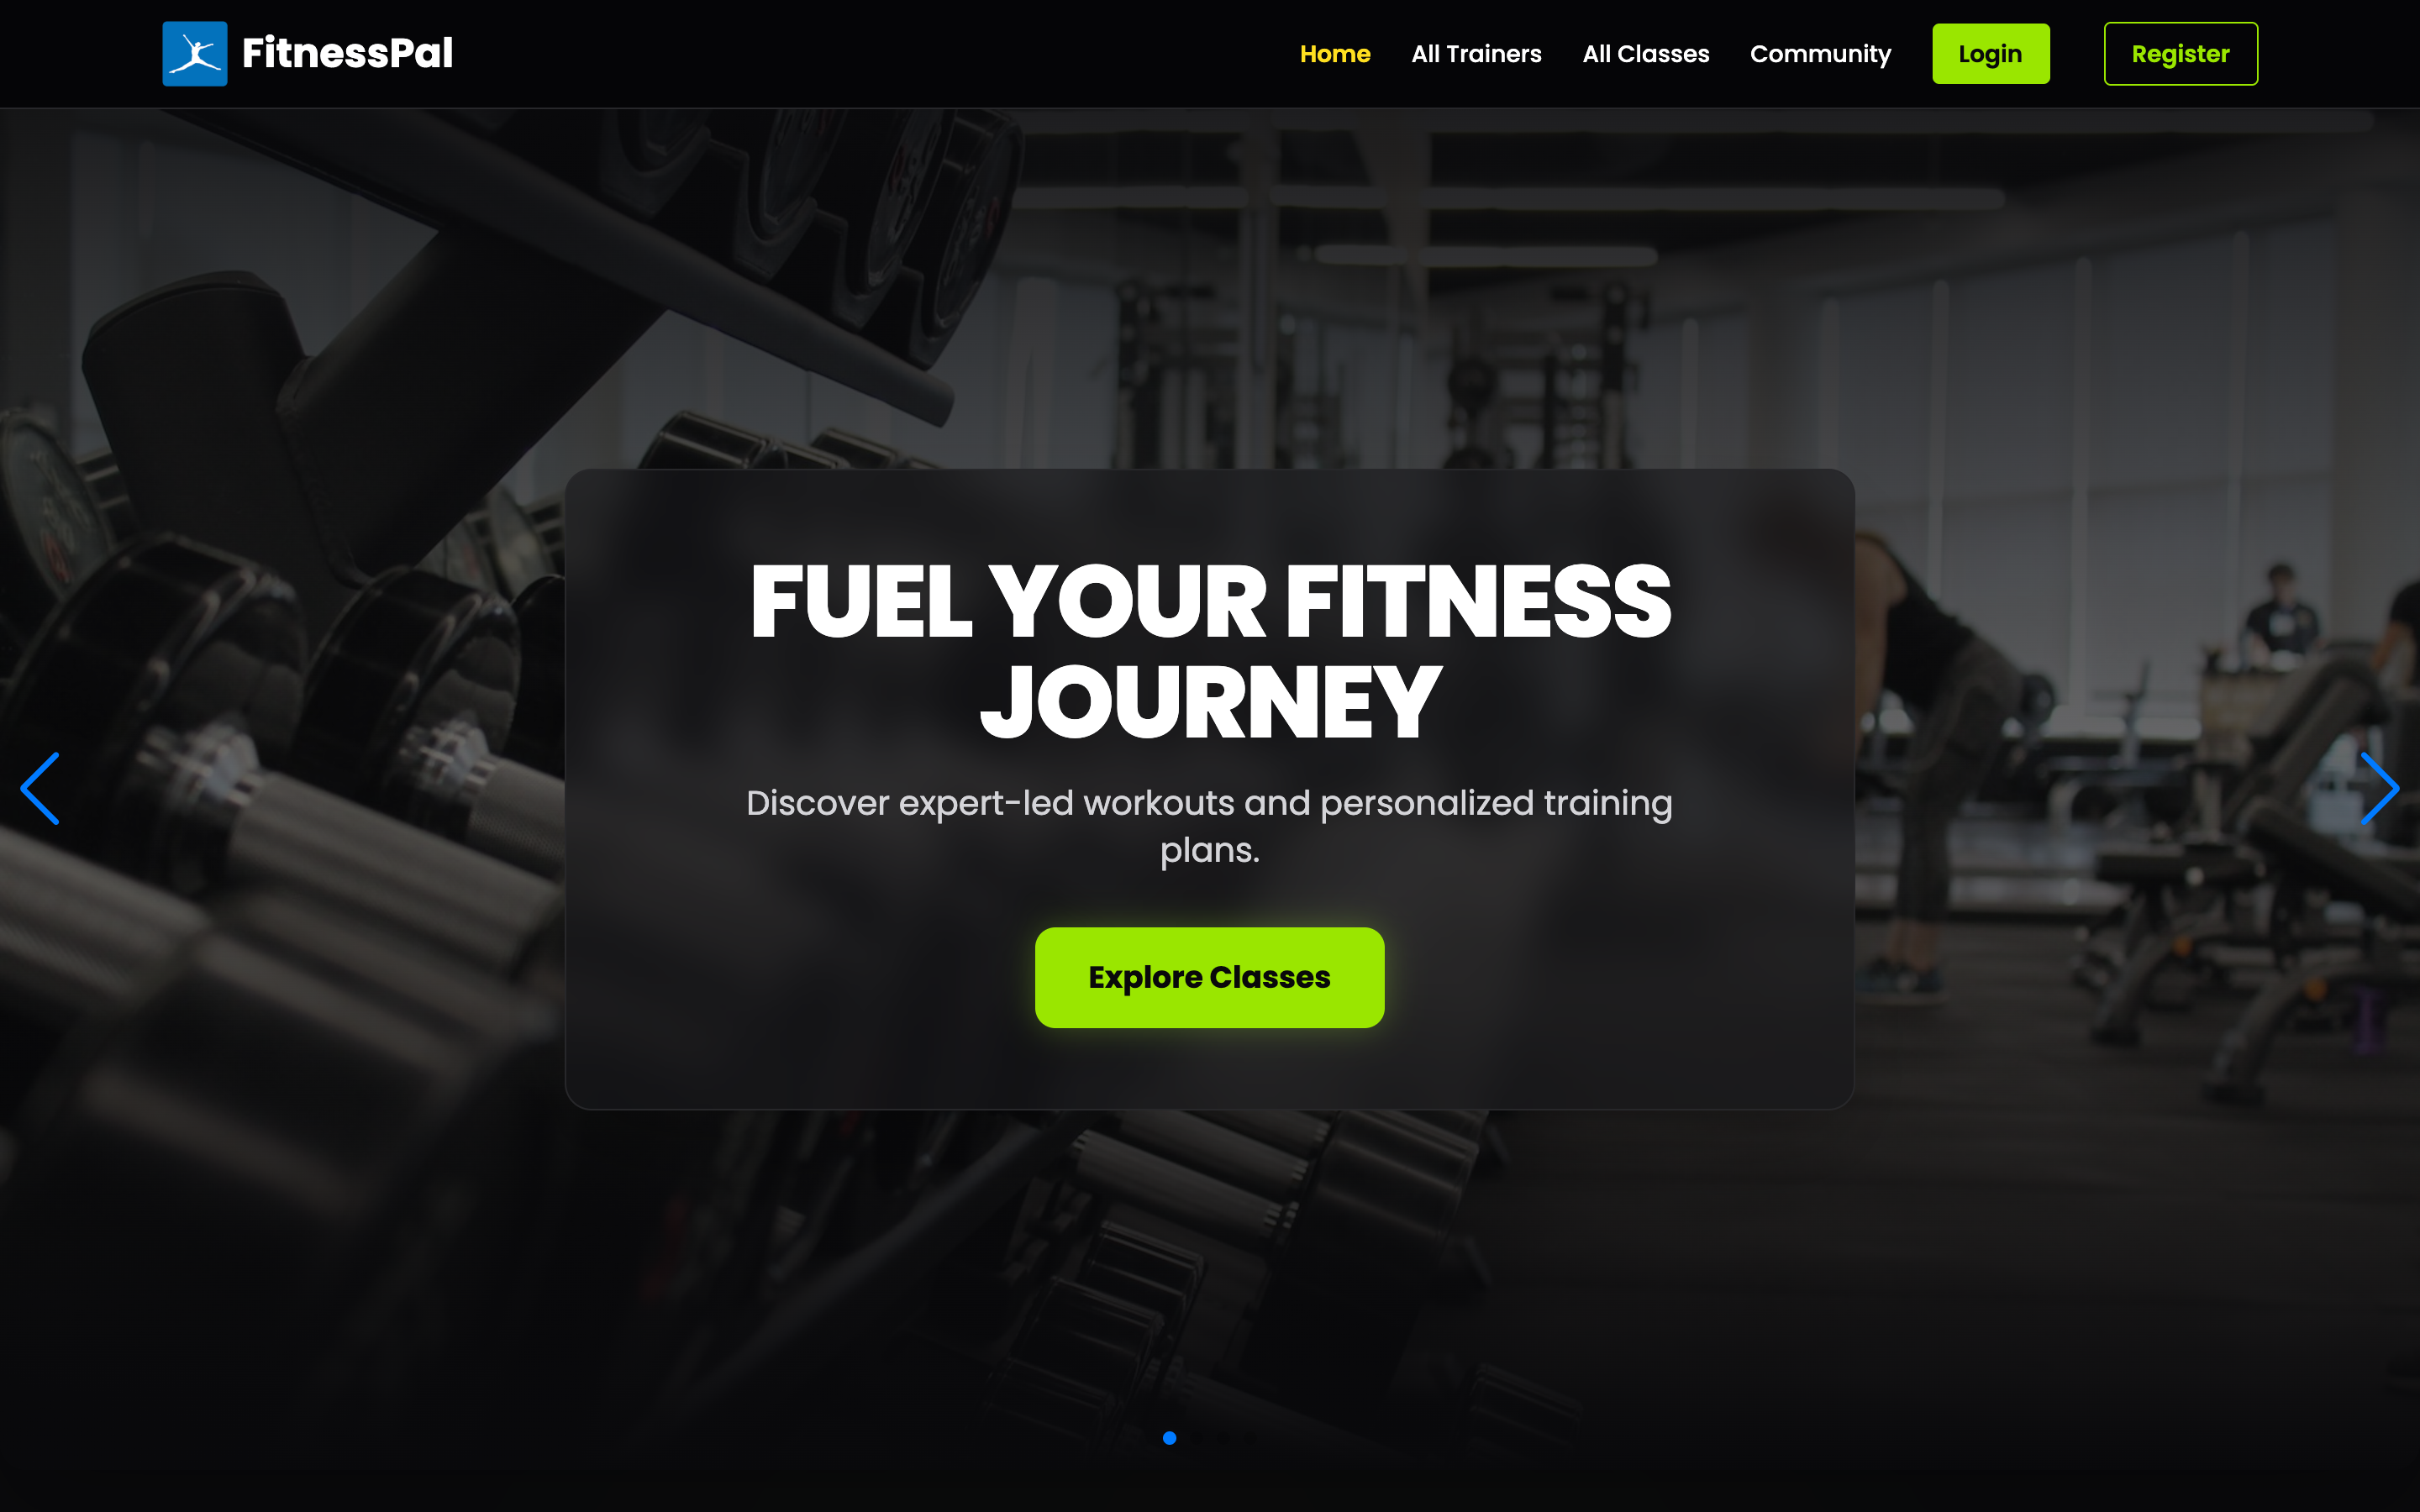 FitnessPal
Home All Trainers All Classes Community Login Register
FUEL YOUR FITNESS
JOURNEY
Discover expert-led workouts and personalized training
plans.
Explore Classes